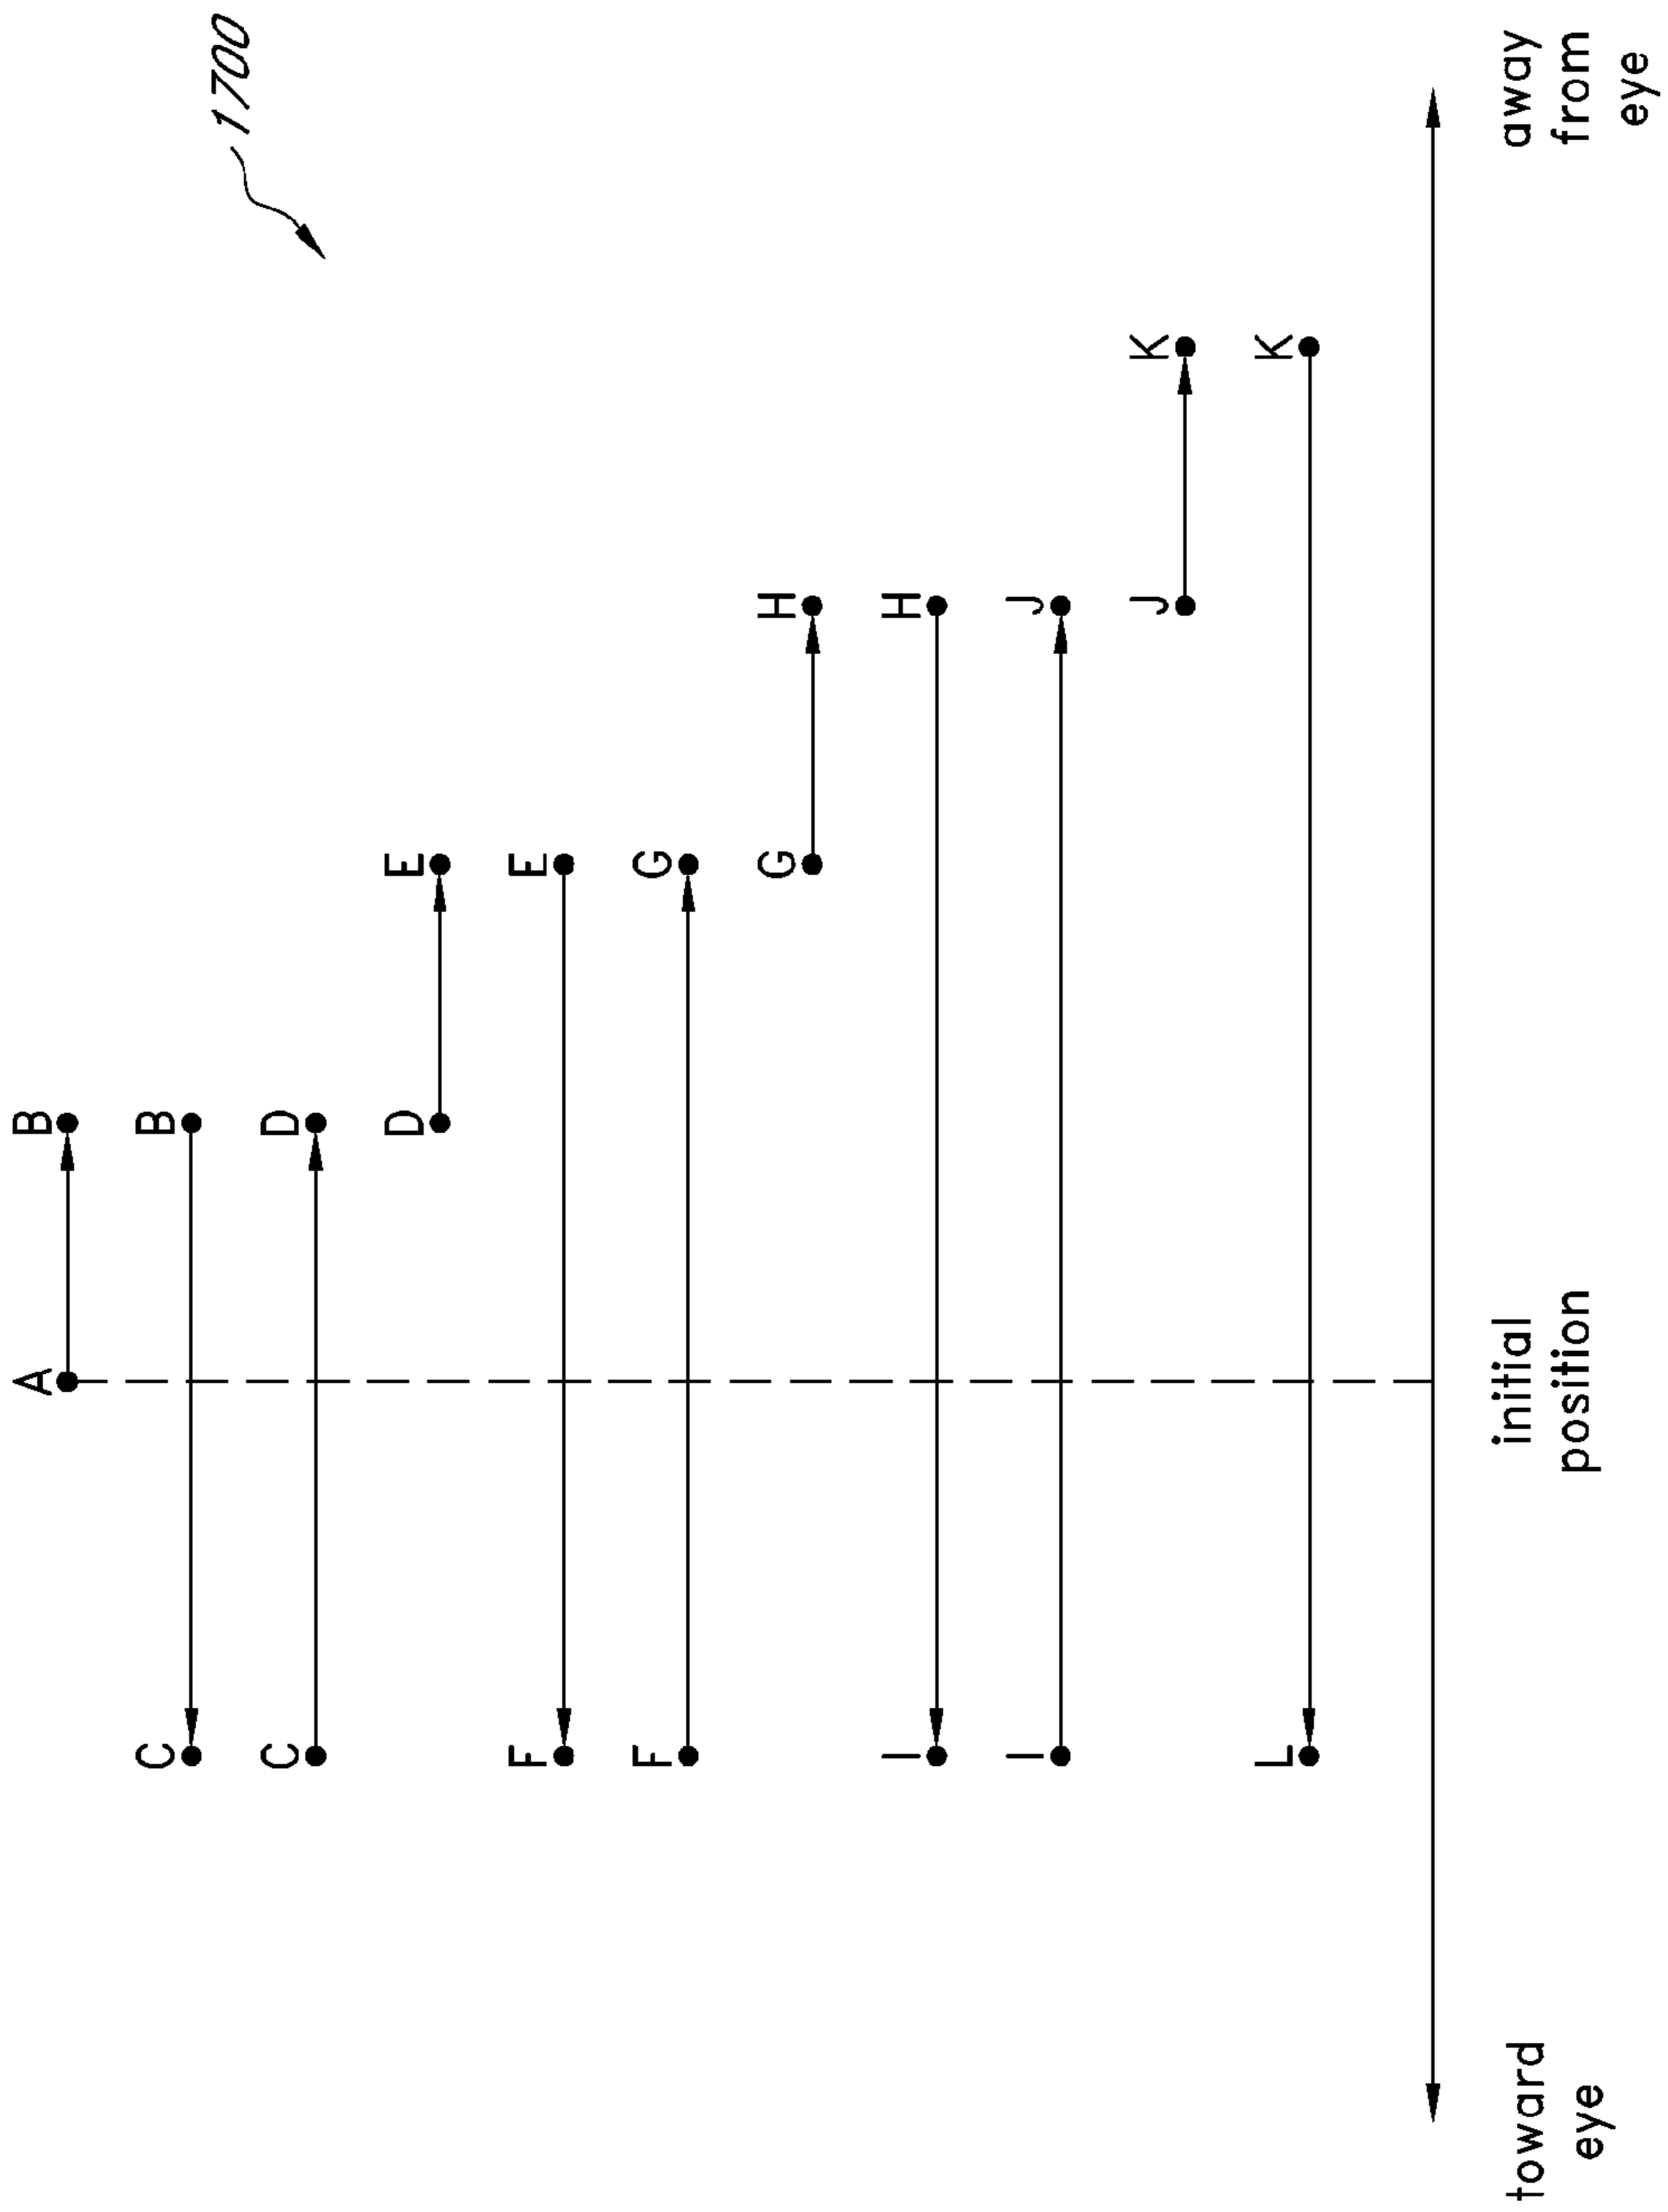 1700
A B
C B
C D
D E
F E
F G
G H
I H
I J
J K
L K
toward
eye
initial
position
away
from
eye